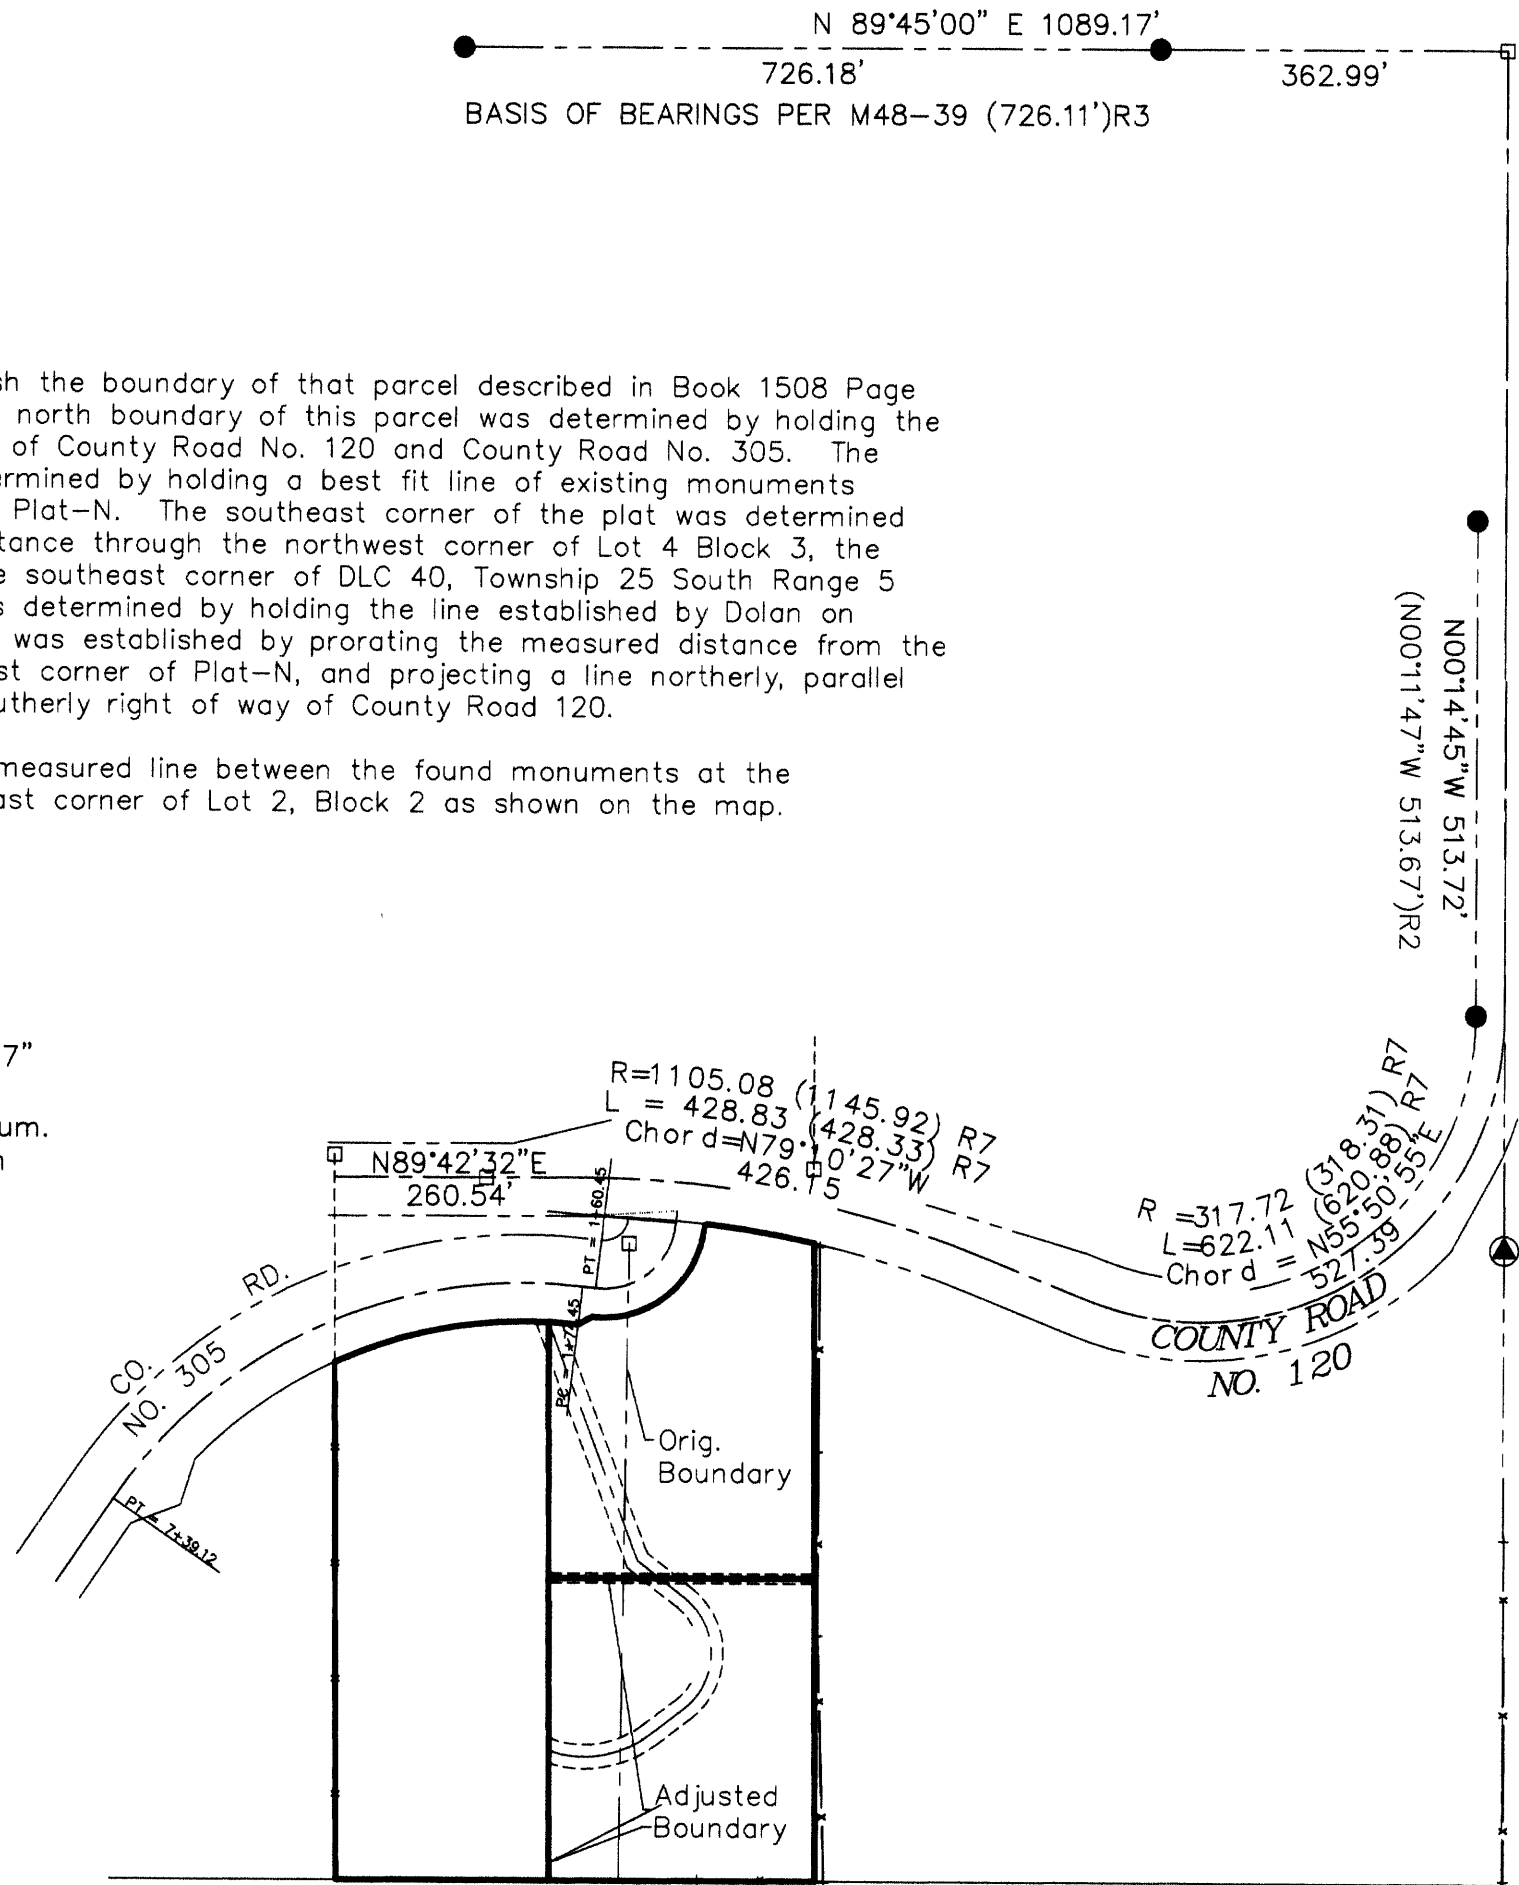 N 89°45'00" E 1089.17'
726.18'
362.99'
BASIS OF BEARINGS PER M48-39 (726.11')R3
sh the boundary of that parcel described in Book 1508 Page
north boundary of this parcel was determined by holding the
of County Road No. 120 and County Road No. 305. The
ermined by holding a best fit line of existing monuments
Plat-N. The southeast corner of the plat was determined
tance through the northwest corner of Lot 4 Block 3, the
e southeast corner of DLC 40, Township 25 South Range 5
s determined by holding the line established by Dolan on
was established by prorating the measured distance from the
st corner of Plat-N, and projecting a line northerly, parallel
utherly right of way of County Road 120.
measured line between the found monuments at the
ast corner of Lot 2, Block 2 as shown on the map.
N00°14'45"W 513.72'
(N00°11'47"W 513.67')R2
7"
um.
R=1105.08 (1145.92) R7
L = 428.83 (428.33) R7
Chord=N79°10'27"W
426.15
N89°42'32"E
260.54'
R =317.72 (318.31) R7
L=622.11 (620.88) R7
Chord = N55°50'55"E
527.39
COUNTY ROAD
NO. 120
CO. RD.
NO. 305
PT = 1+60.45
PT = 7+39.12
Orig.
Boundary
Adjusted
Boundary